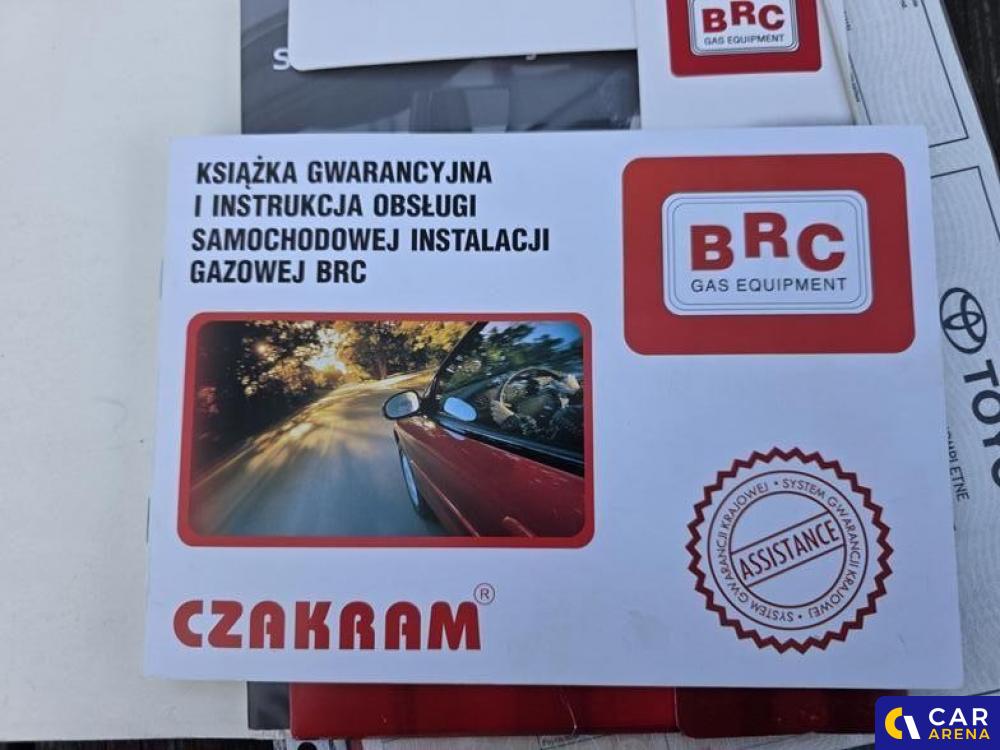 BRC
GAS EQUIPMENT
KSIĄŻKA GWARANCYJNA
I INSTRUKCJA OBSŁUGI
SAMOCHODOWEJ INSTALACJI
GAZOWEJ BRC
BRC
GAS EQUIPMENT
SYSTEM GWARANCJI KRAJOWEJ • SYSTEM GWARANCJI KRAJOWEJ •
ASSISTANCE
CZAKRAM®
CAR
ARENA